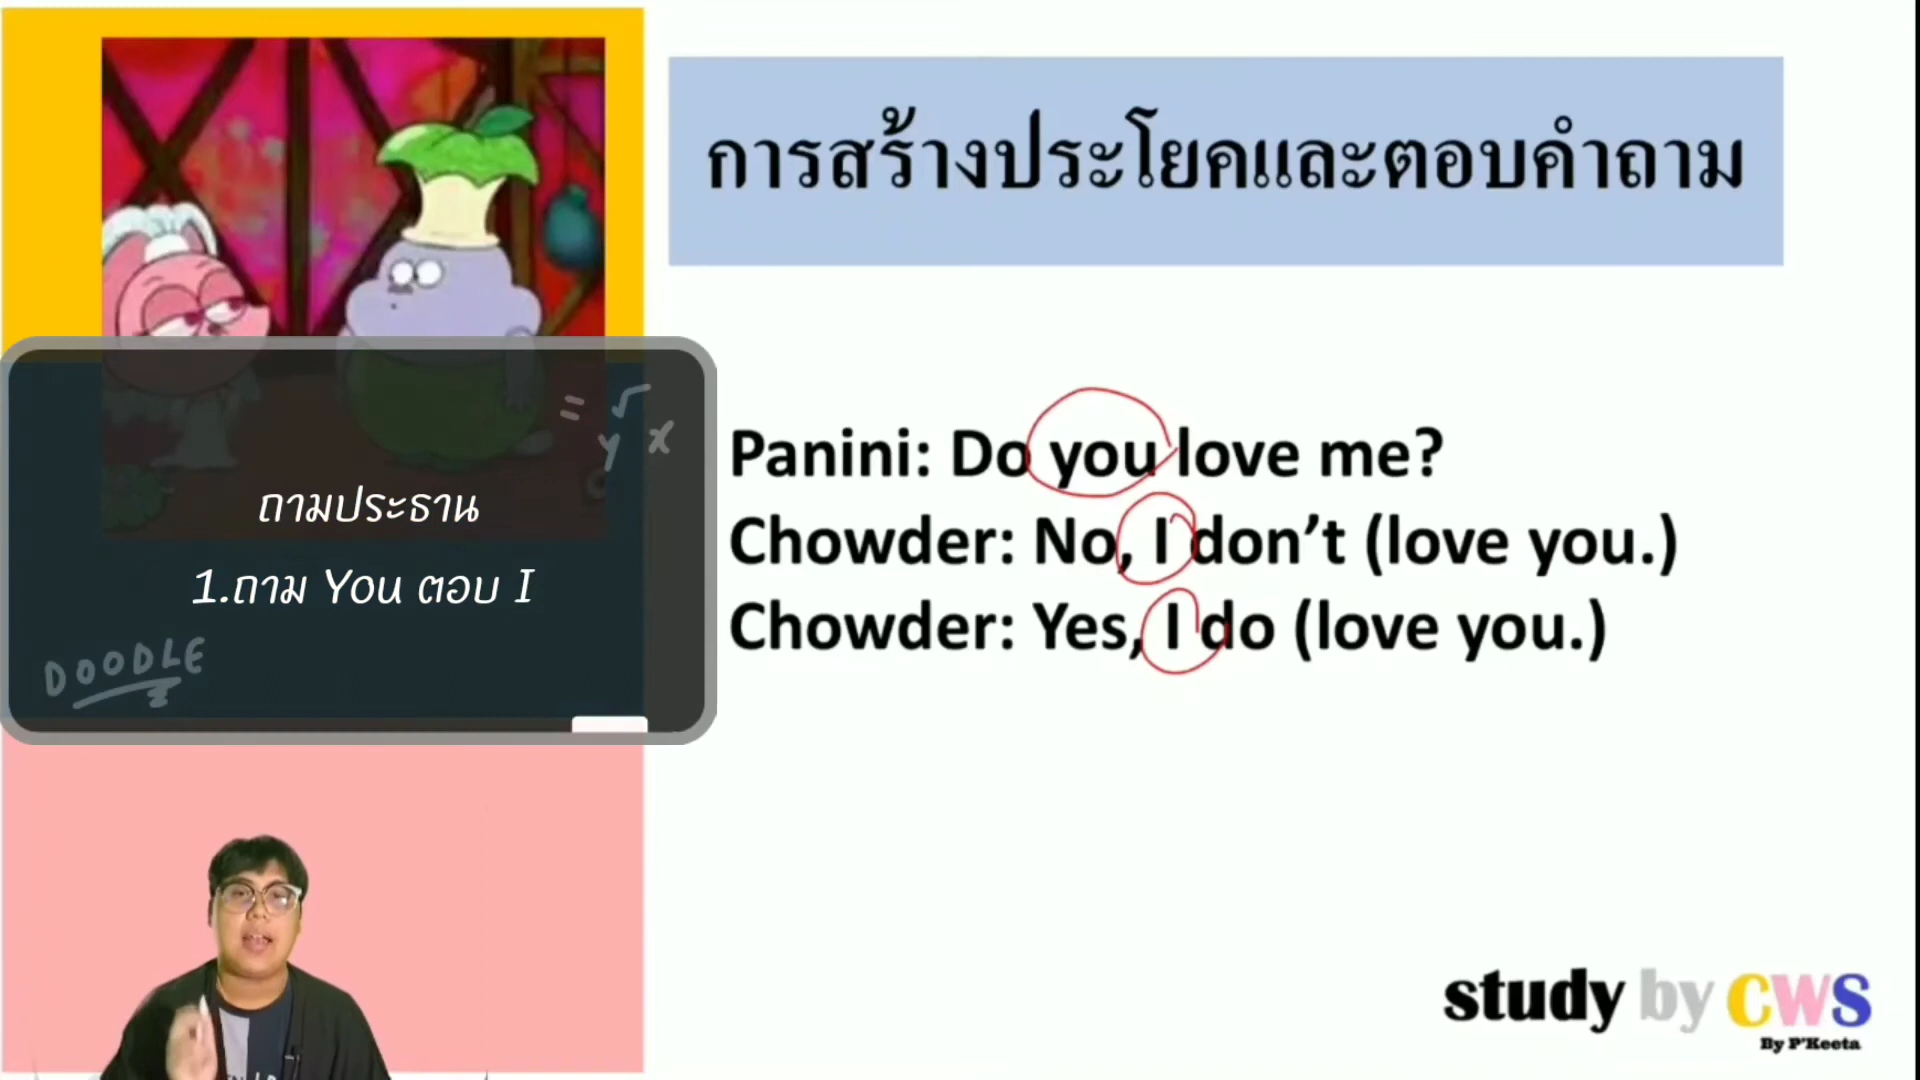 การสร้างประโยคและตอบคำถาม
Panini: Do you love me?
Chowder: No, I don’t (love you.)
Chowder: Yes, I do (love you.)
= √
y x
ถามประธาน
1.ถาม You ตอบ I
DOODLE
study by CWS
By P'Keeta